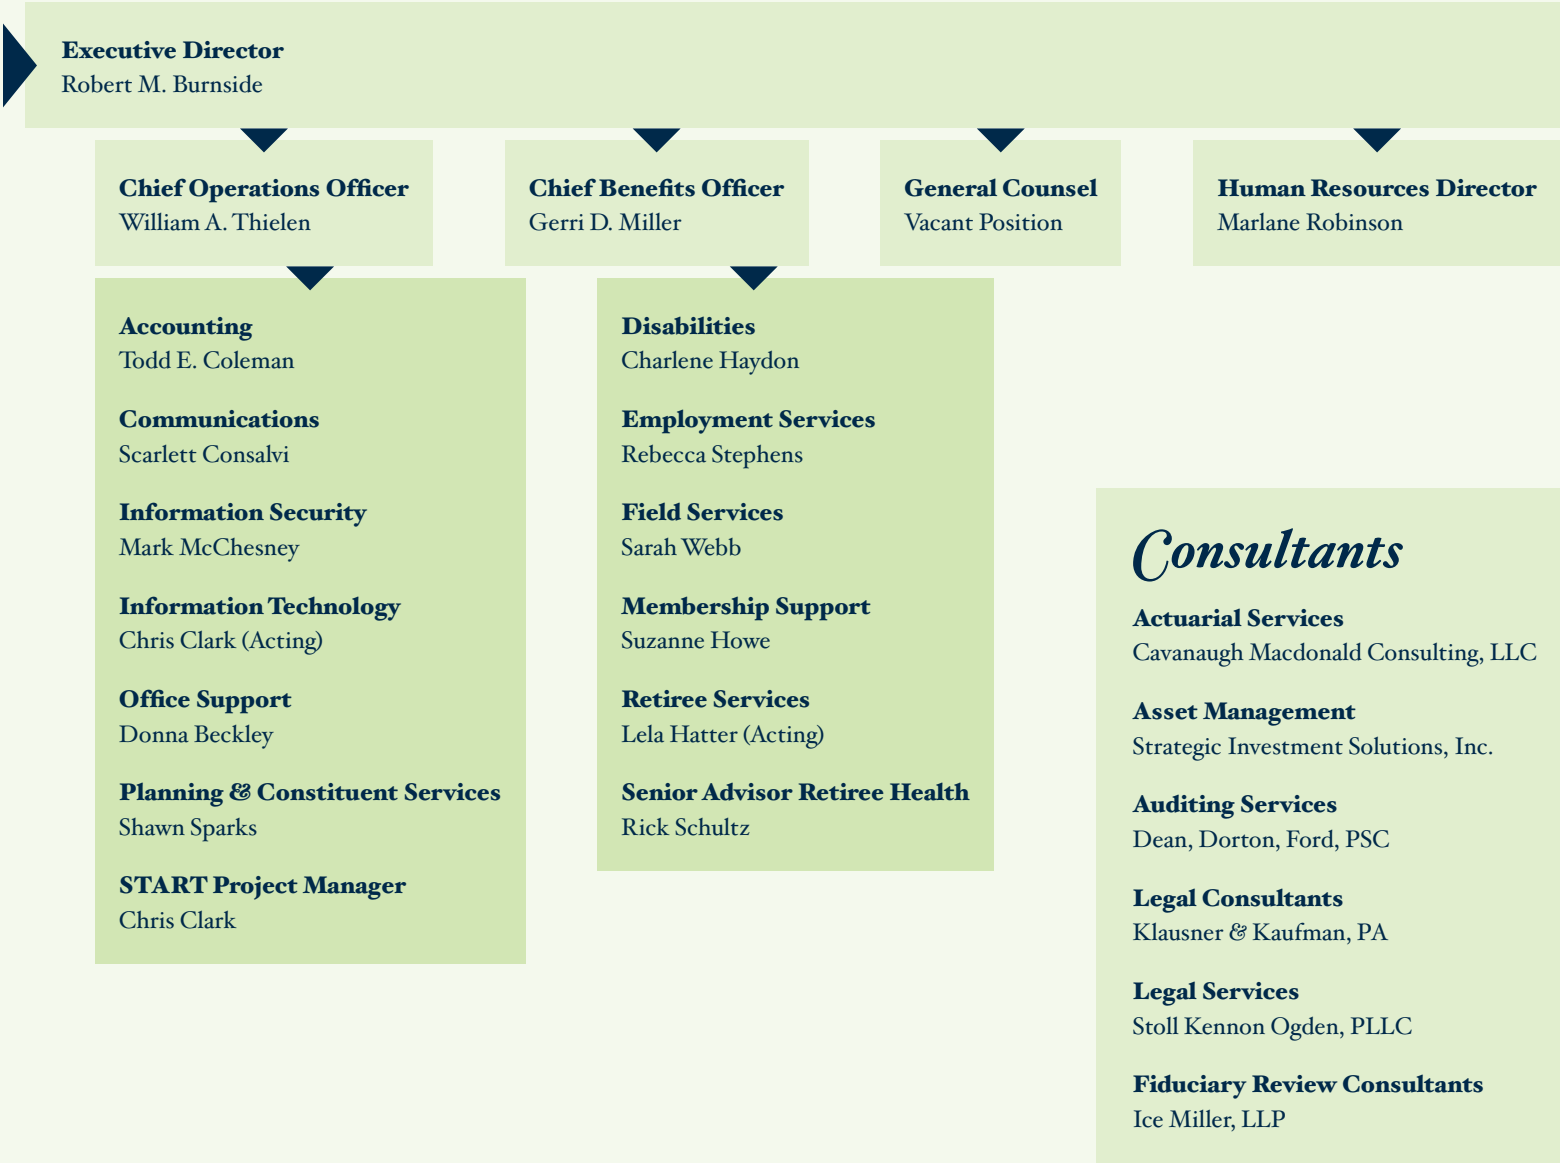 Executive Director
Robert M. Burnside
Chief Operations Officer
William A. Thielen
Chief Benefits Officer
Gerri D. Miller
General Counsel
Vacant Position
Human Resources Director
Marlane Robinson
Accounting
Todd E. Coleman
Communications
Scarlett Consalvi
Information Security
Mark McChesney
Information Technology
Chris Clark (Acting)
Office Support
Donna Beckley
Planning & Constituent Services
Shawn Sparks
START Project Manager
Chris Clark
Disabilities
Charlene Haydon
Employment Services
Rebecca Stephens
Field Services
Sarah Webb
Membership Support
Suzanne Howe
Retiree Services
Lela Hatter (Acting)
Senior Advisor Retiree Health
Rick Schultz
Consultants
Actuarial Services
Cavanaugh Macdonald Consulting, LLC
Asset Management
Strategic Investment Solutions, Inc.
Auditing Services
Dean, Dorton, Ford, PSC
Legal Consultants
Klausner & Kaufman, PA
Legal Services
Stoll Kennon Ogden, PLLC
Fiduciary Review Consultants
Ice Miller, LLP